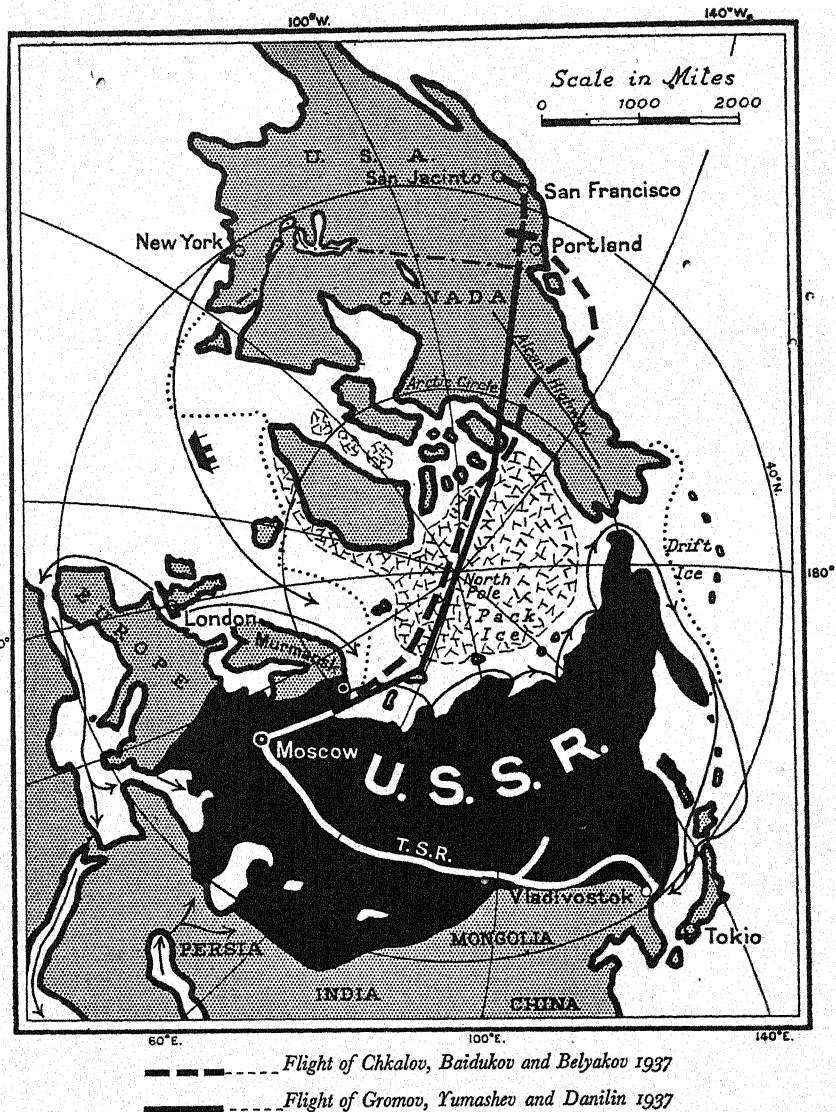 100°W.
140°W.
Scale in Miles
0 1000 2000
U. S. A.
San Jacinto
San Francisco
New York
Portland
CANADA
Alcan Highway
Arctic Circle
40°N.
Drift
Ice
180°
North
Pole
Pack
Ice
London
EUROPE
Murmansk
0°
Moscow
U. S. S. R.
T. S. R.
Vladivostok
PERSIA
MONGOLIA
Tokio
INDIA
CHINA
60°E.
100°E.
140°E.
Flight of Chkalov, Baidukov and Belyakov 1937
Flight of Gromov, Yumashev and Danilin 1937